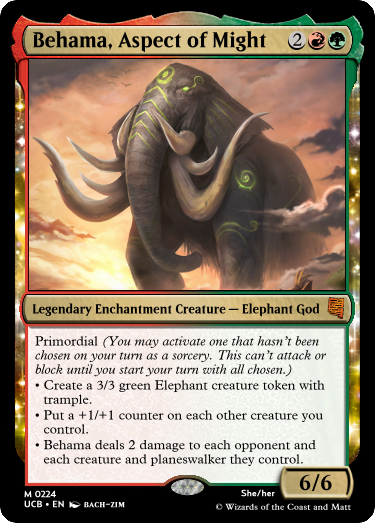 Behama, Aspect of Might 2
Legendary Enchantment Creature — Elephant God
Primordial (You may activate one that hasn't been
chosen on your turn as a sorcery. This can't attack or
block until you start your turn with all chosen.)
• Create a 3/3 green Elephant creature token with
trample.
• Put a +1/+1 counter on each other creature you
control.
• Behama deals 2 damage to each opponent and
each creature and planeswalker they control.
6/6
M 0224
She/her
UCB • EN BACH-ZIM
© Wizards of the Coast and Matt